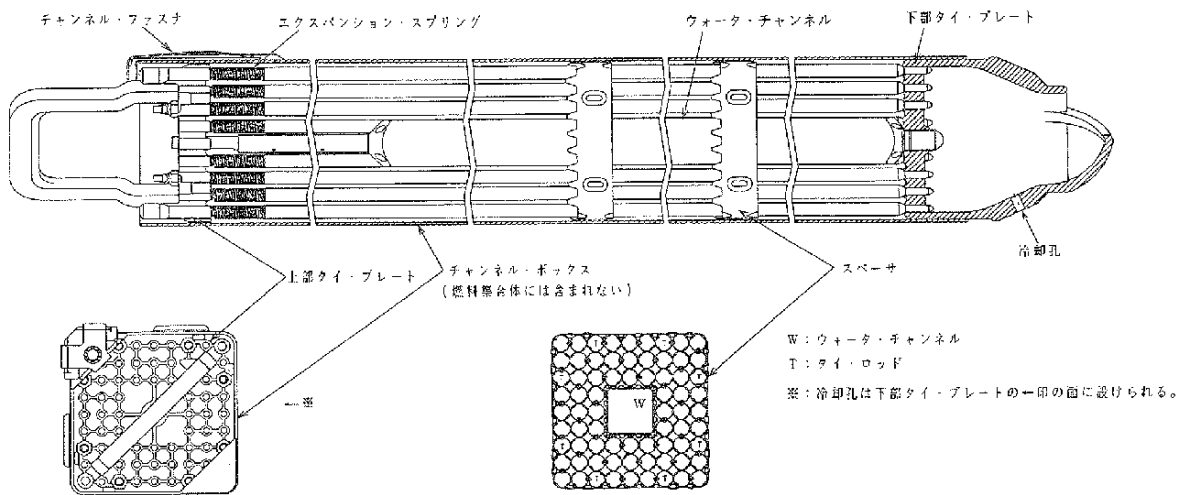 チャンネル・ファスナ
エクスパンション・スプリング
ウォータ・チャンネル
下部タイ・プレート
冷却孔
上部タイ・プレート
チャンネル・ボックス
(燃料集合体には含まれない)
スペーサ
←※
T T
T T
W
T T
T T
W:ウォータ・チャンネル
T:タイ・ロッド
※:冷却孔は下部タイ・プレートの←印の面に設けられる。